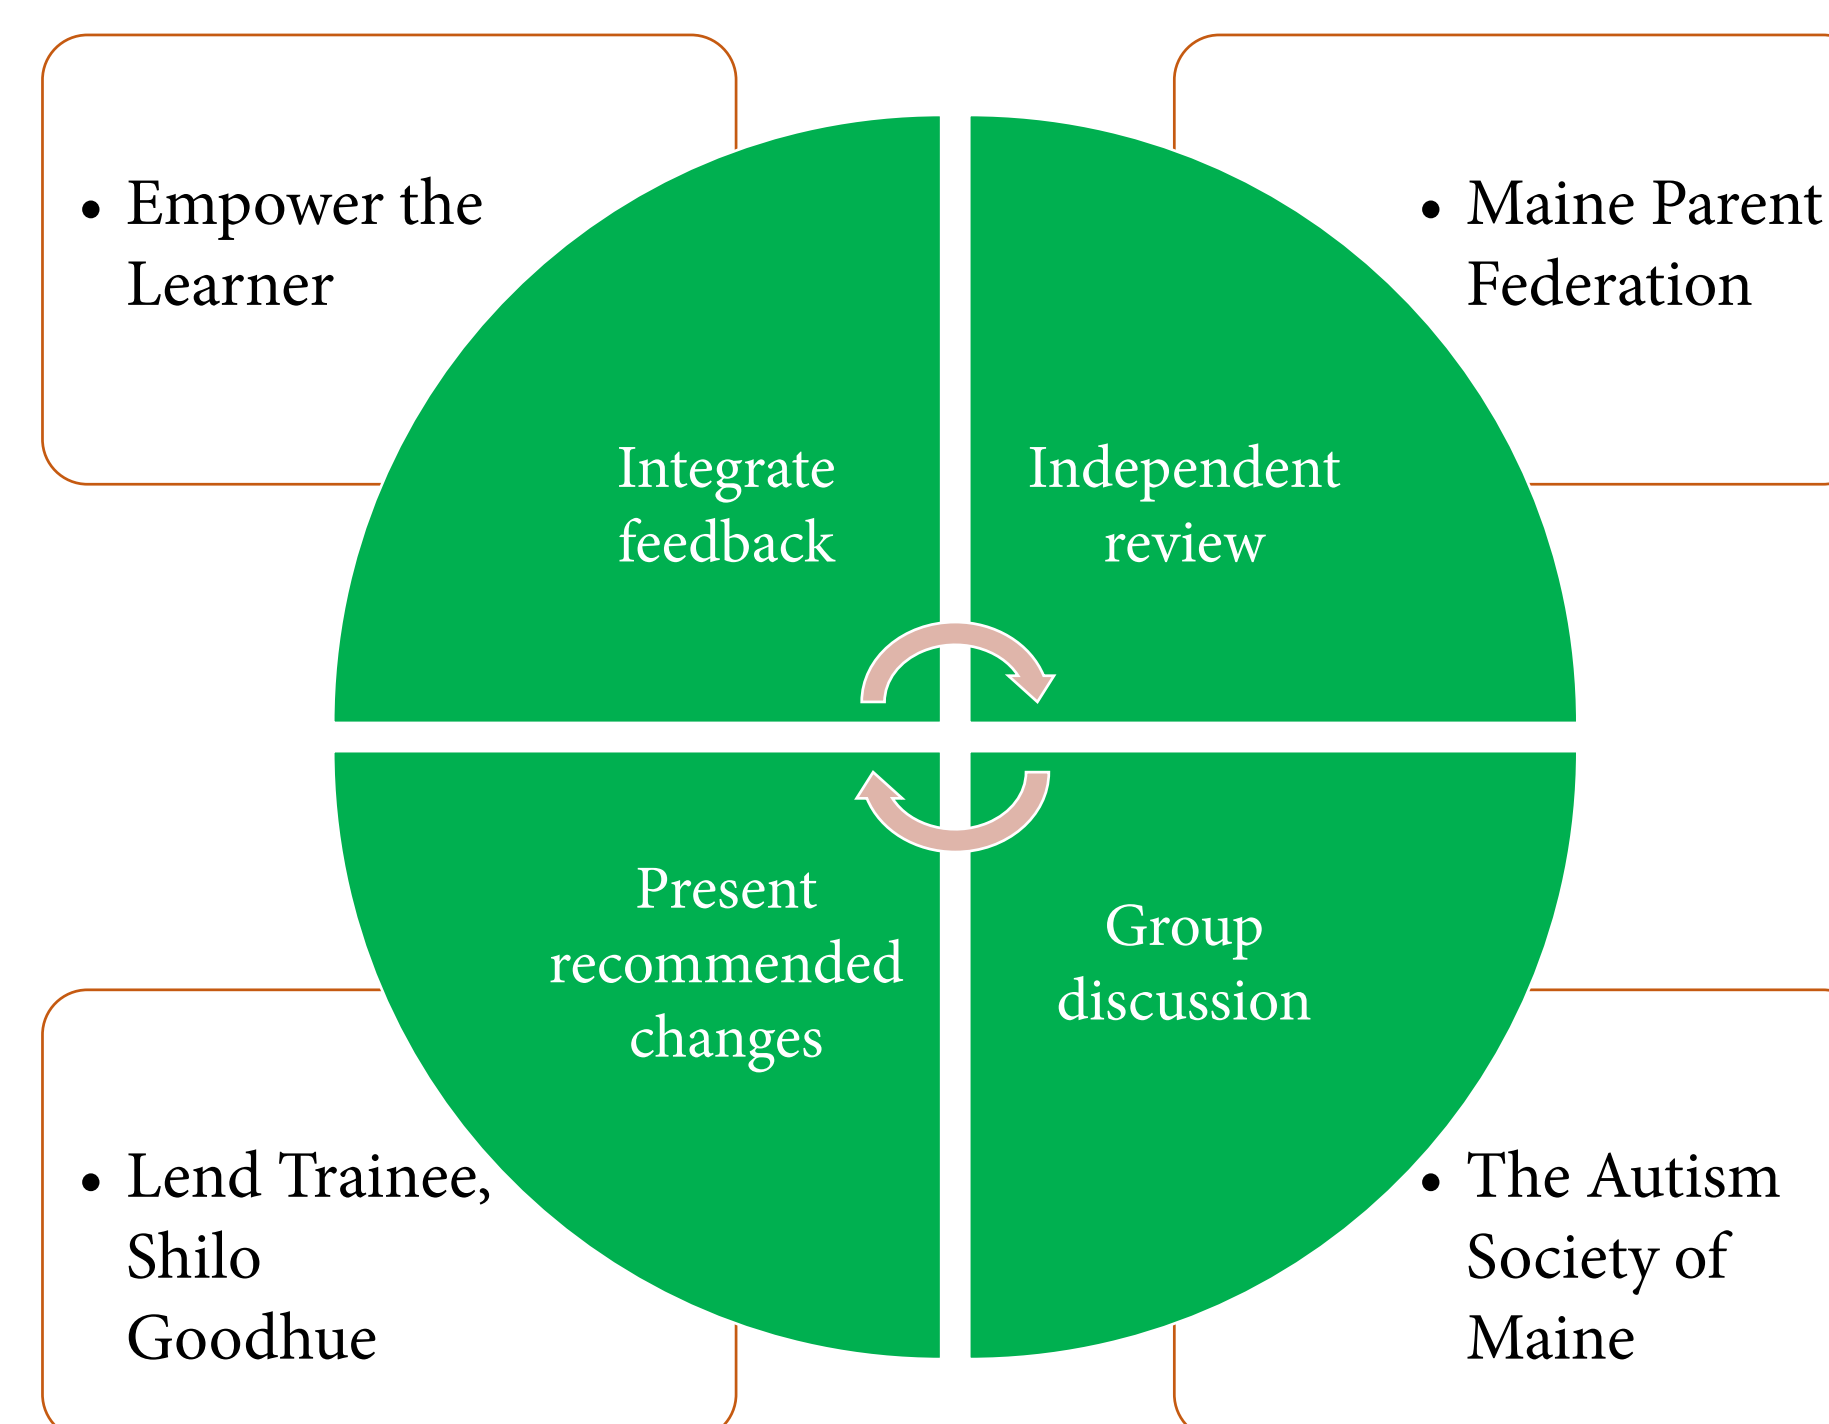 • Empower the
Learner
• Maine Parent
Federation
Integrate
feedback
Independent
review
Present
recommended
changes
Group
discussion
• Lend Trainee,
Shilo
Goodhue
• The Autism
Society of
Maine